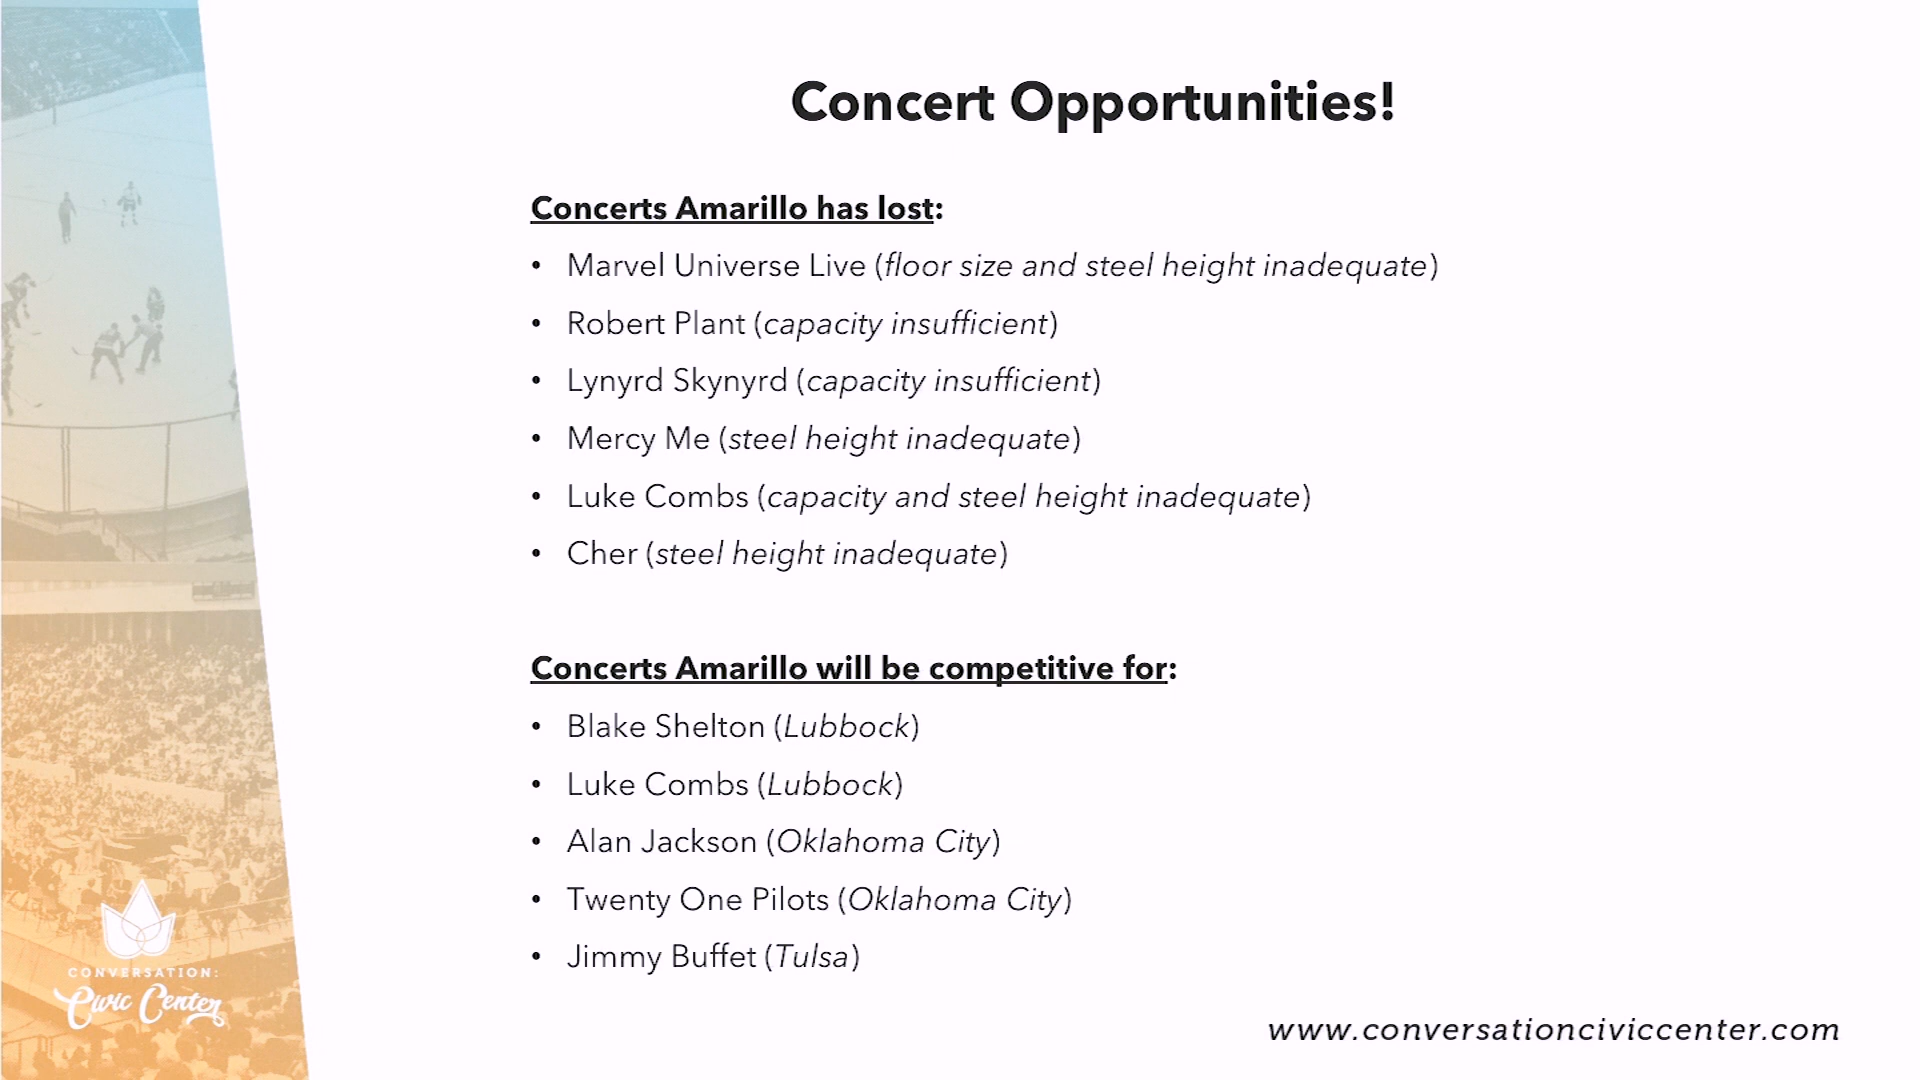 Concert Opportunities!
Concerts Amarillo has lost:
• Marvel Universe Live (floor size and steel height inadequate)
• Robert Plant (capacity insufficient)
• Lynyrd Skynyrd (capacity insufficient)
• Mercy Me (steel height inadequate)
• Luke Combs (capacity and steel height inadequate)
• Cher (steel height inadequate)
Concerts Amarillo will be competitive for:
• Blake Shelton (Lubbock)
• Luke Combs (Lubbock)
• Alan Jackson (Oklahoma City)
• Twenty One Pilots (Oklahoma City)
• Jimmy Buffet (Tulsa)
CONVERSATION:
Civic Center
www.conversationciviccenter.com